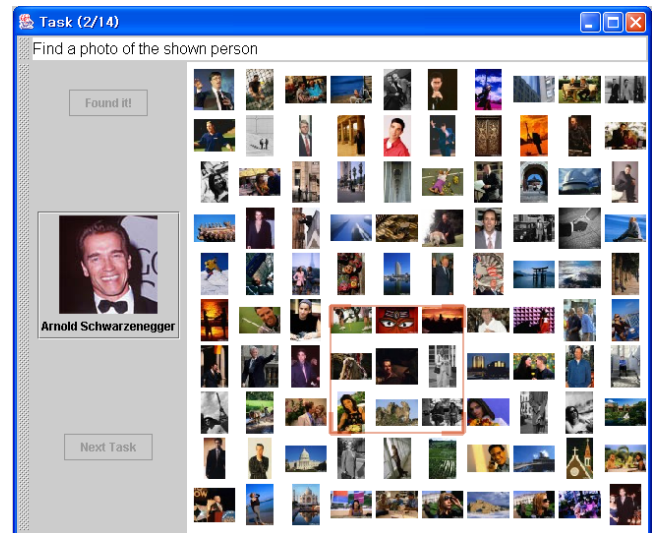 Task (2/14)
Find a photo of the shown person
Found it!
Arnold Schwarzenegger
Next Task